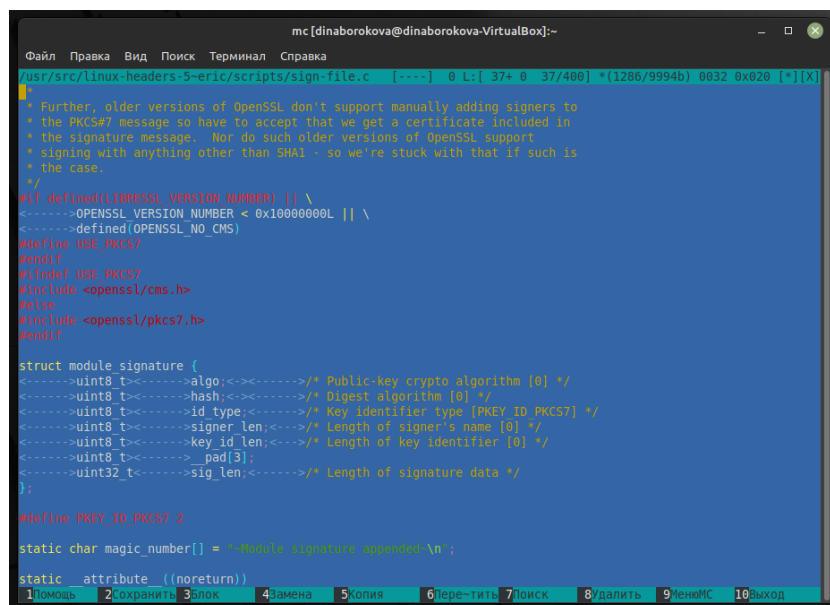 mc [dinaborokova@dinaborokova-VirtualBox]:~
Файл Правка Вид Поиск Терминал Справка
/usr/src/linux-headers-5~eric/scripts/sign-file.c [----] 0 L:[ 37+ 0 37/400] *(1286/9994b) 0032 0x020 [*][X]
*
* Further, older versions of OpenSSL don't support manually adding signers to
* the PKCS#7 message so have to accept that we get a certificate included in
* the signature message. Nor do such older versions of OpenSSL support
* signing with anything other than SHA1 - so we're stuck with that if such is
* the case.
*/
#if defined(LIBRESSL_VERSION_NUMBER) || \
<------>OPENSSL_VERSION_NUMBER < 0x10000000L || \
<------>defined(OPENSSL_NO_CMS)
#define USE_PKCS7
#endif
#ifndef USE_PKCS7
#include <openssl/cms.h>
#else
#include <openssl/pkcs7.h>
#endif
struct module_signature {
<------>uint8_t><------>algo;<-><------>/* Public-key crypto algorithm [0] */
<------>uint8_t><------>hash;<-><------>/* Digest algorithm [0] */
<------>uint8_t><------>id_type;<------>/* Key identifier type [PKEY_ID_PKCS7] */
<------>uint8_t><------>signer_len;<--->/* Length of signer's name [0] */
<------>uint8_t><------>key_id_len;<--->/* Length of key identifier [0] */
<------>uint8_t><------>__pad[3];
<------>uint32_t<------>sig_len;<------>/* Length of signature data */
};
#define PKEY_ID_PKCS7 2
static char magic_number[] = "~Module signature appended~\n";
static __attribute__((noreturn))
1Помощь 2Сохранить 3Блок 4Замена 5Копия 6Пере~тить 7Поиск 8Удалить 9МенюMC 10Выход